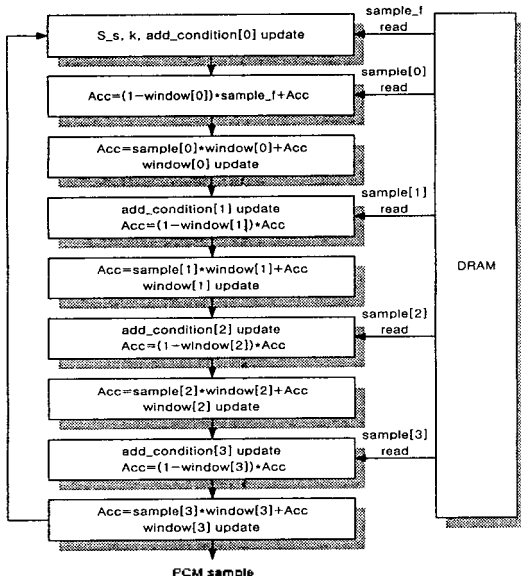 S_s, k, add_condition[0] update
sample_f
read
Acc=(1-window[0])*sample_f+Acc
sample[0]
read
Acc=sample[0]*window[0]+Acc
window[0] update
add_condition[1] update
Acc=(1-window[1])*Acc
sample[1]
read
Acc=sample[1]*window[1]+Acc
window[1] update
DRAM
add_condition[2] update
Acc=(1-window[2])*Acc
sample[2]
read
Acc=sample[2]*window[2]+Acc
window[2] update
add_condition[3] update
Acc=(1-window[3])*Acc
sample[3]
read
Acc=sample[3]*window[3]+Acc
window[3] update
PCM sample